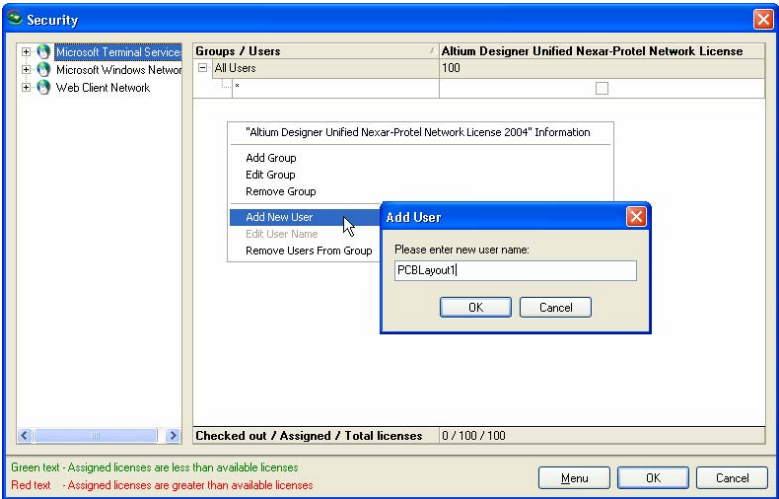 Security
Microsoft Terminal Service
Microsoft Windows Networ
Web Client Network
Groups / Users
Altium Designer Unified Nexar-Protel Network License
All Users
100
*
"Altium Designer Unified Nexar-Protel Network License 2004" Information
Add Group
Edit Group
Remove Group
Add New User
Edit User Name
Remove Users From Group
Add User
Please enter new user name:
PCBLayout1
OK
Cancel
Checked out / Assigned / Total licenses
0 / 100 / 100
Green text - Assigned licenses are less than available licenses
Red text - Assigned licenses are greater than available licenses
Menu
OK
Cancel